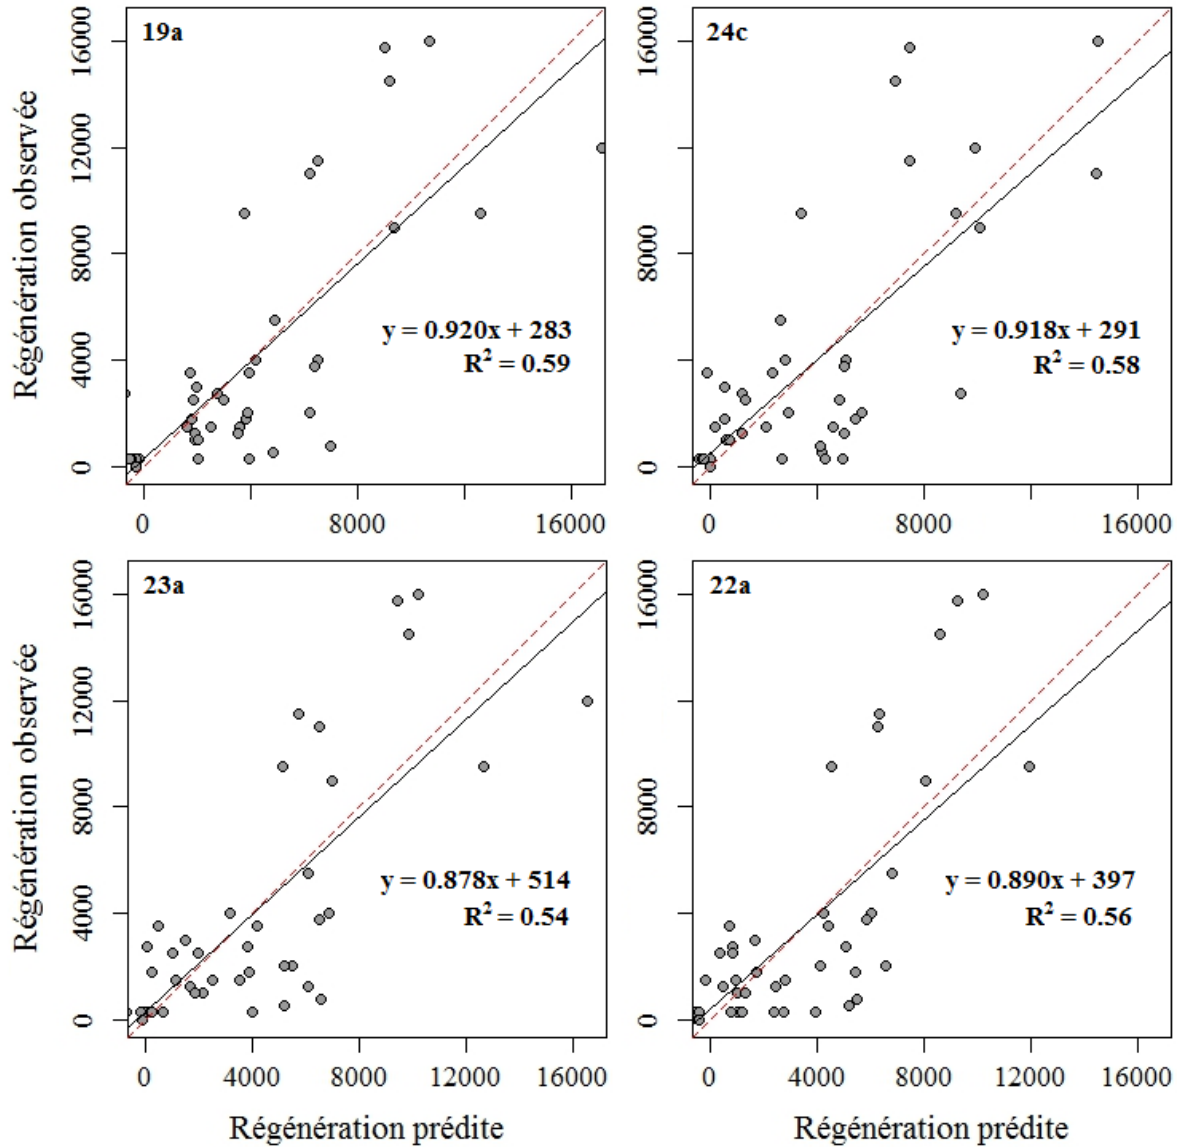 19a
Régénération observée
16000
12000
8000
4000
0
y = 0.920x + 283
R² = 0.59
0
8000
16000
24c
16000
8000
0
y = 0.918x + 291
R² = 0.58
0
4000
8000
12000
16000
23a
Régénération observée
16000
12000
8000
4000
0
y = 0.878x + 514
R² = 0.54
0
4000
8000
12000
16000
Régénération prédite
22a
16000
8000
0
y = 0.890x + 397
R² = 0.56
0
4000
12000
Régénération prédite